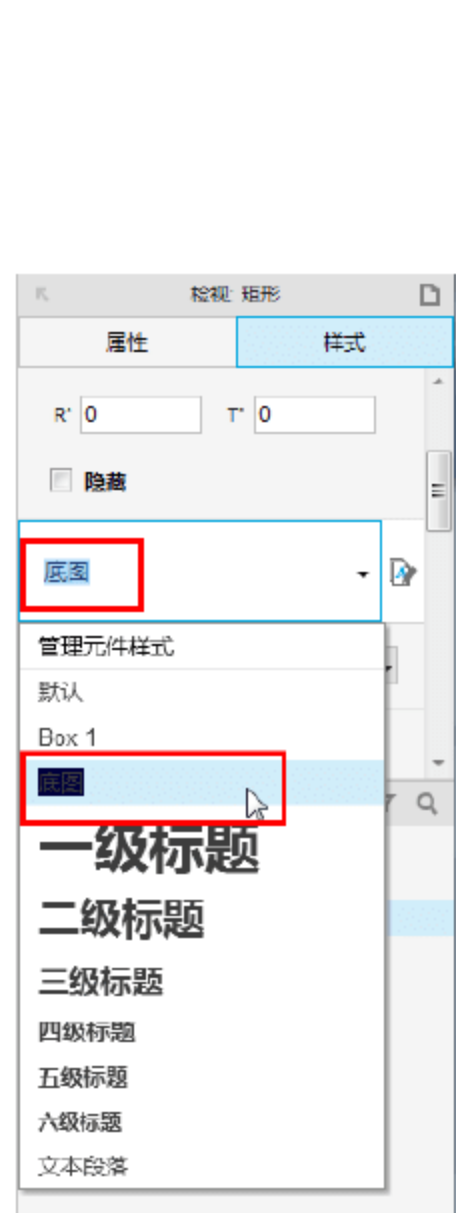 检视: 矩形
属性 样式
R° 0 T° 0
隐藏
底图
管理元件样式
默认
Box 1
底图
一级标题
二级标题
三级标题
四级标题
五级标题
六级标题
文本段落